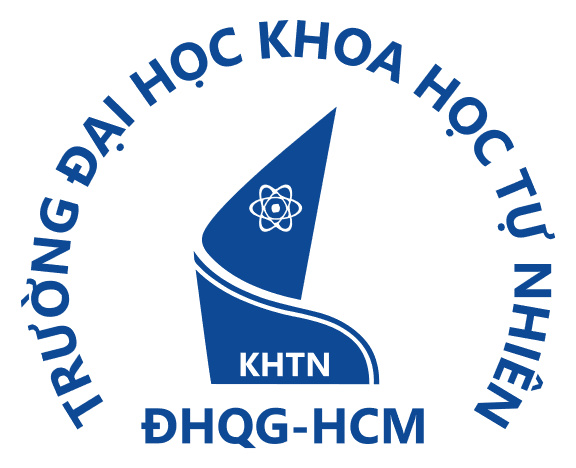 TRƯỜNG ĐẠI HỌC KHOA HỌC TỰ NHIÊN
KHTN
ĐHQG-HCM